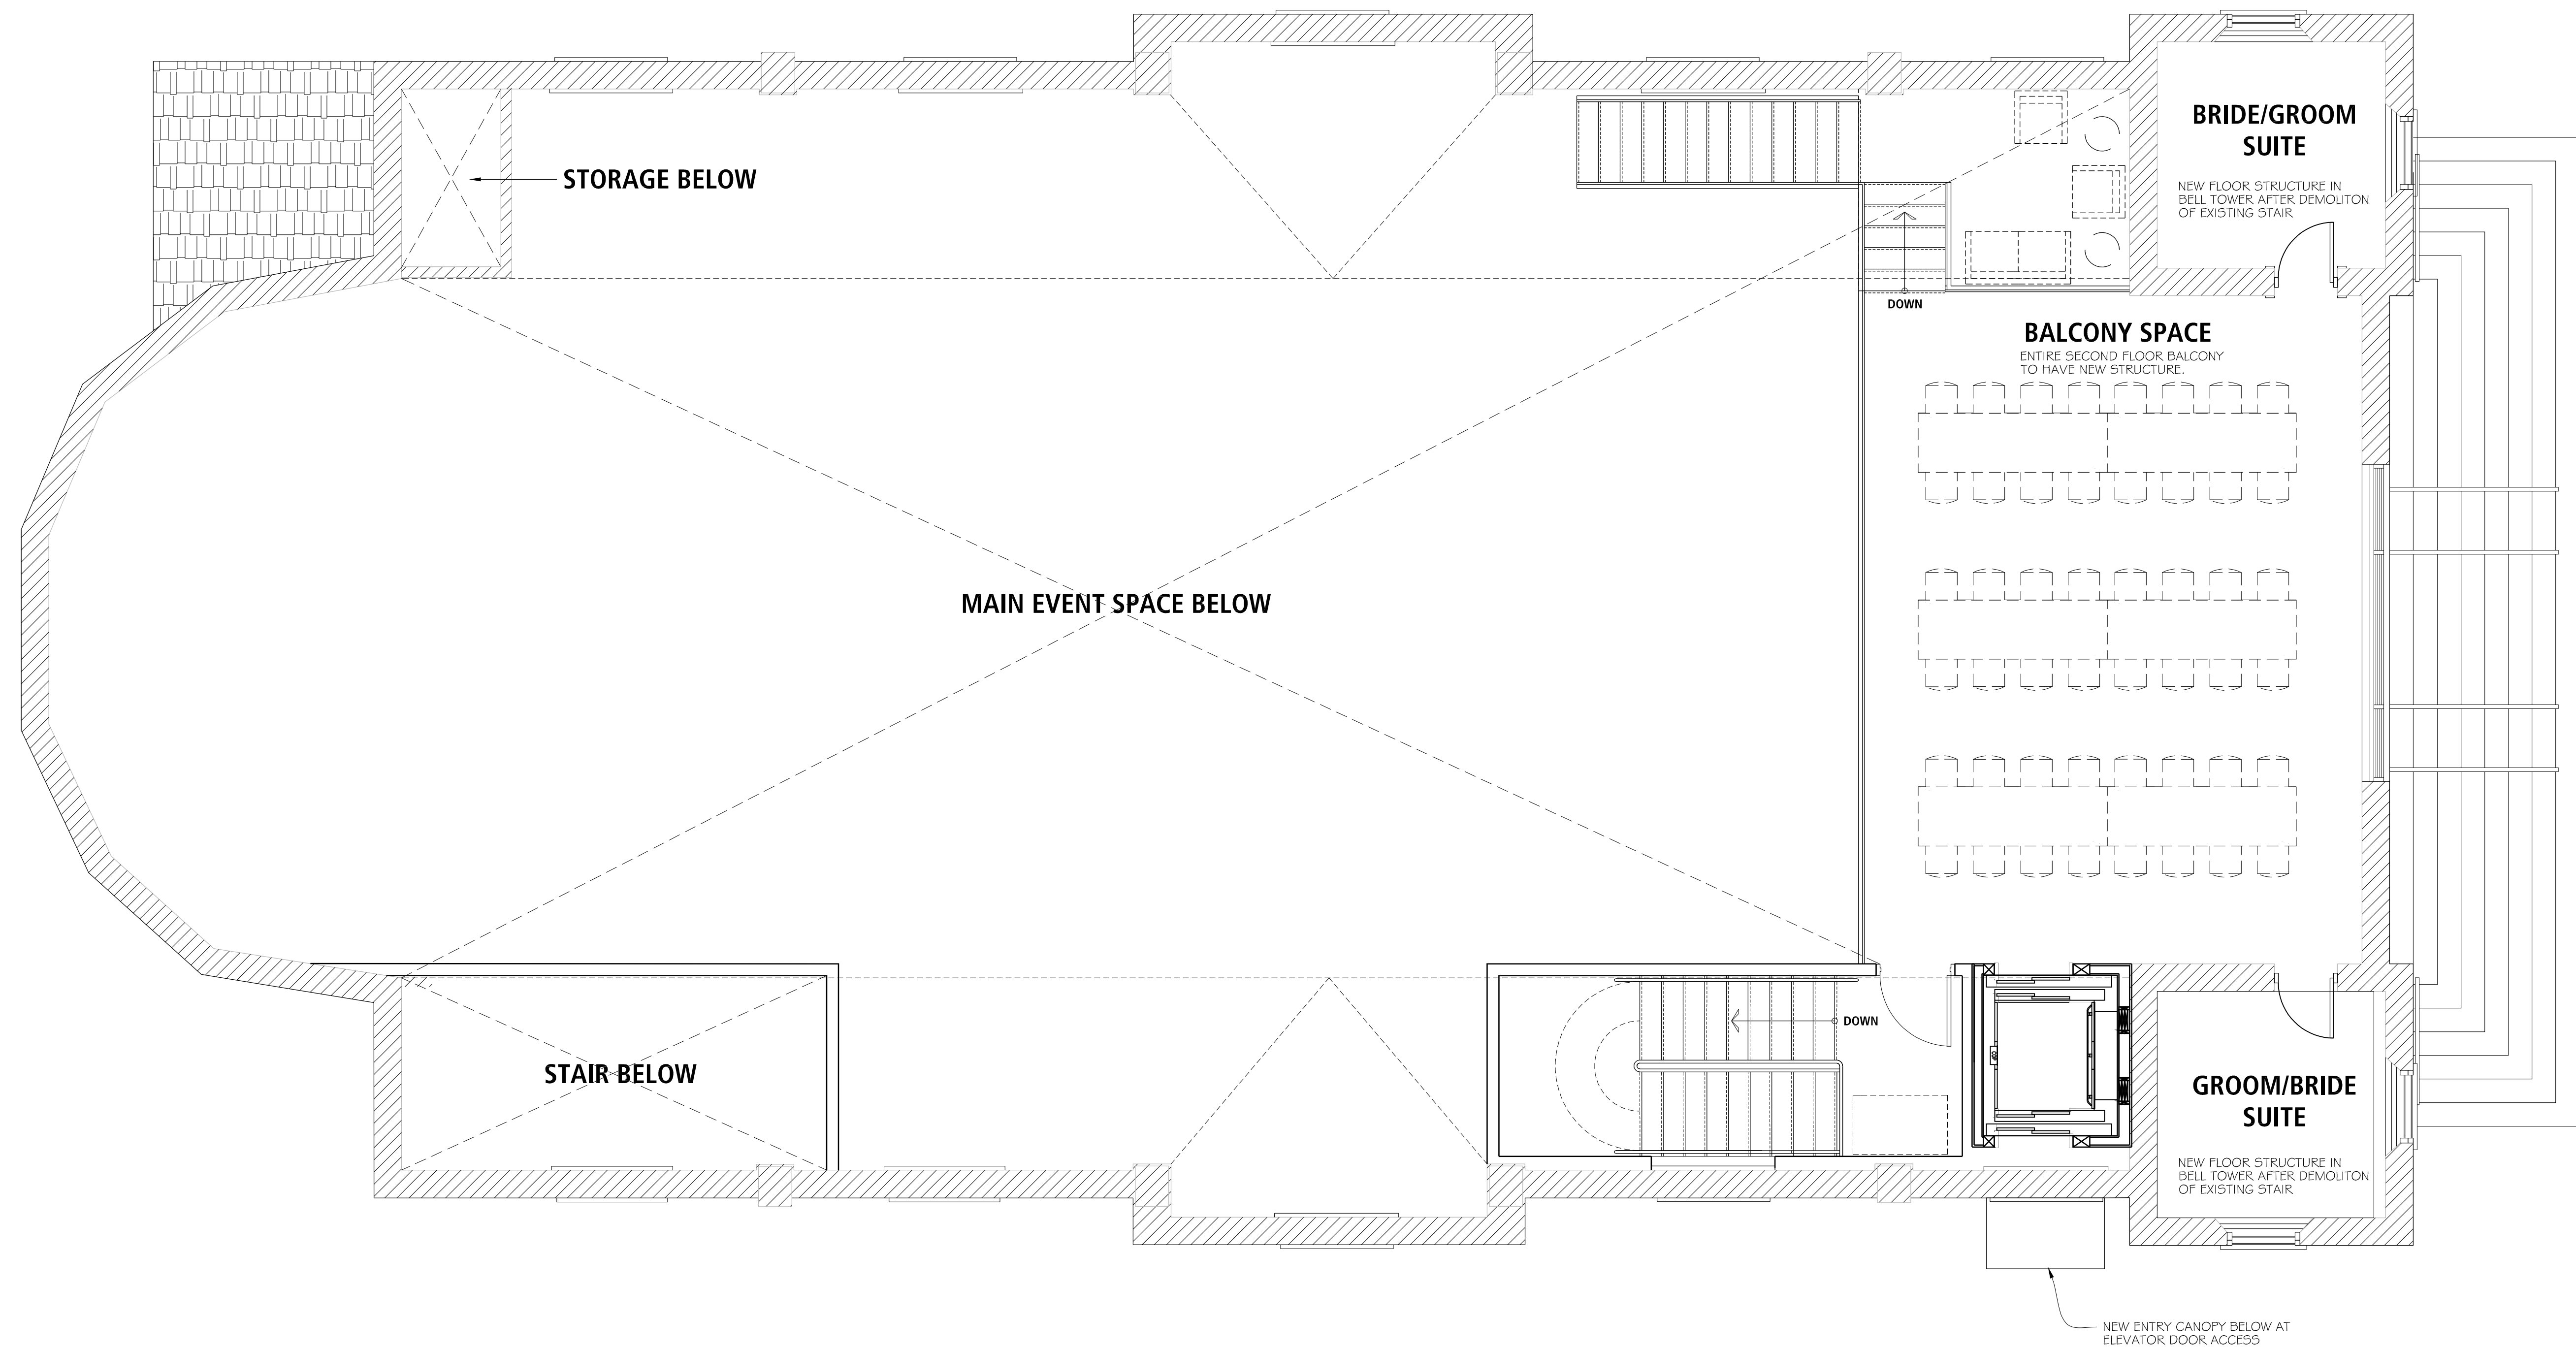 BRIDE/GROOM
SUITE
NEW FLOOR STRUCTURE IN
BELL TOWER AFTER DEMOLITON
OF EXISTING STAIR
STORAGE BELOW
DOWN
BALCONY SPACE
ENTIRE SECOND FLOOR BALCONY
TO HAVE NEW STRUCTURE.
MAIN EVENT SPACE BELOW
DOWN
STAIR BELOW
GROOM/BRIDE
SUITE
NEW FLOOR STRUCTURE IN
BELL TOWER AFTER DEMOLITON
OF EXISTING STAIR
NEW ENTRY CANOPY BELOW AT
ELEVATOR DOOR ACCESS